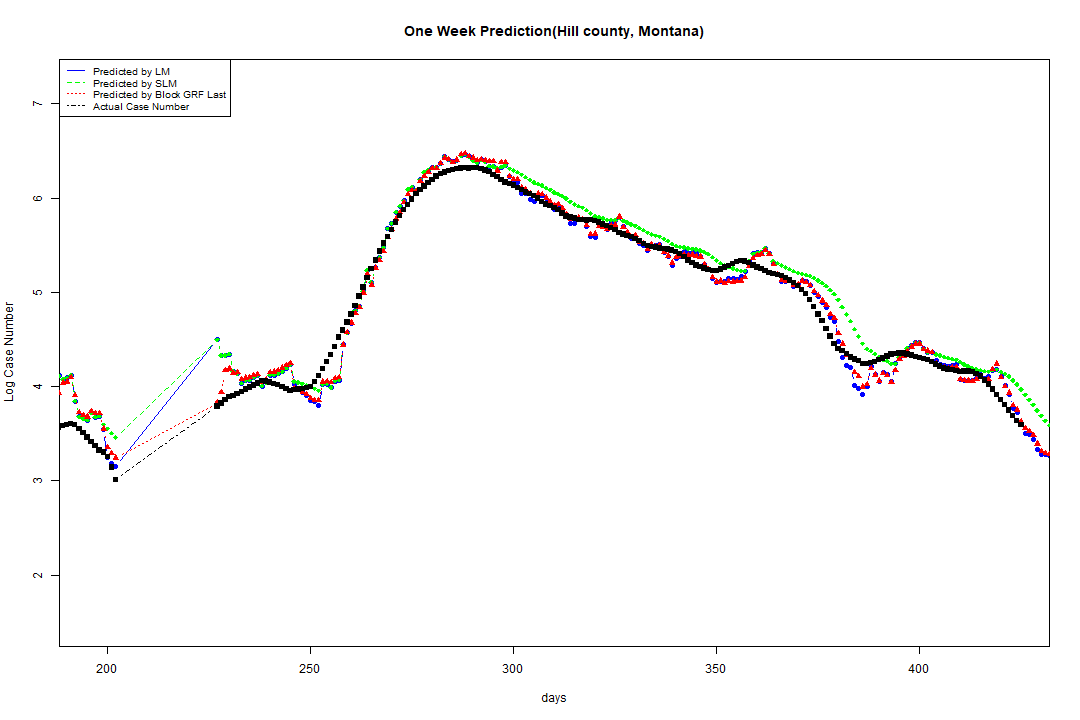 One Week Prediction(Hill county, Montana)
Predicted by LM
Predicted by SLM
Predicted by Block GRF Last
Actual Case Number
Log Case Number
7
6
5
4
3
2
200
250
300
350
400
days